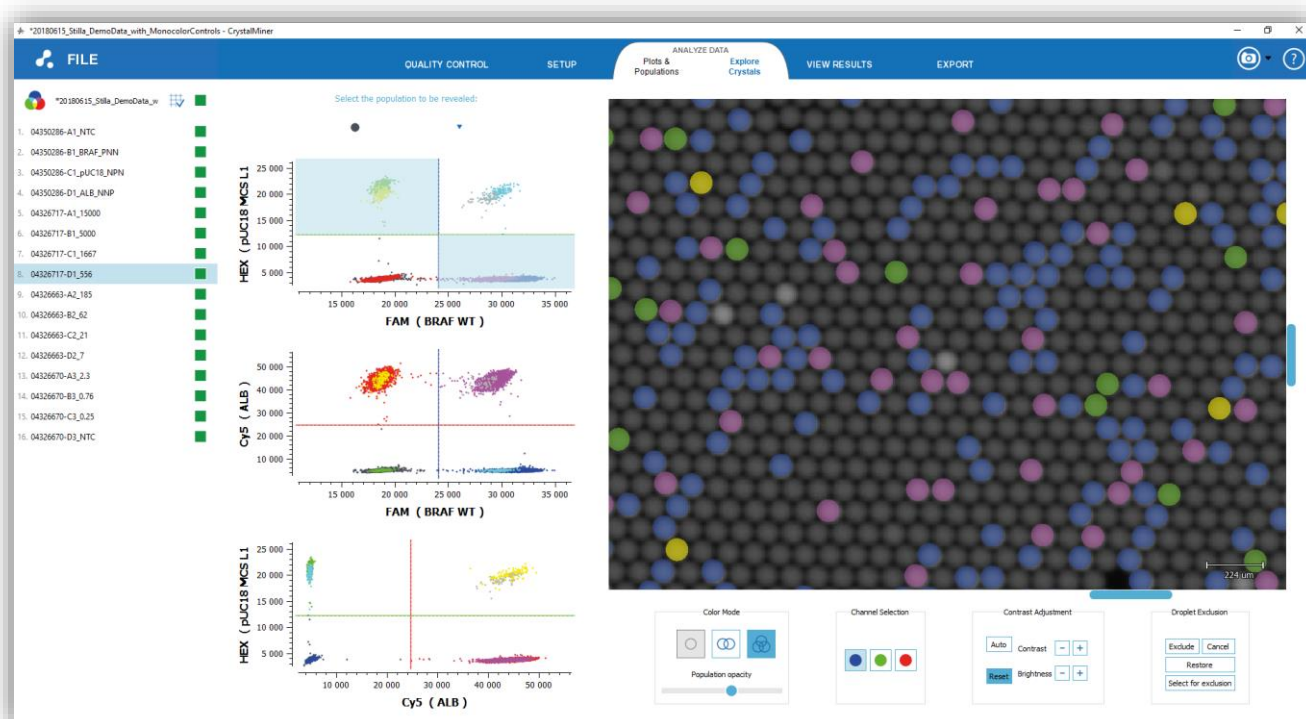 *20180615_Stilla_DemoData_with_MonocolorControls - CrystalMiner
FILE
QUALITY CONTROL
SETUP
ANALYZE DATA
Plots & Populations
Explore Crystals
VIEW RESULTS
EXPORT
?
*20180615_Stilla_DemoData_w
1. 04350286-A1_NTC
2. 04350286-B1_BRAF_PNN
3. 04350286-C1_pUC18_NPN
4. 04350286-D1_ALB_NNP
5. 04326717-A1_15000
6. 04326717-B1_5000
7. 04326717-C1_1667
8. 04326717-D1_556
9. 04326663-A2_185
10. 04326663-B2_62
11. 04326663-C2_21
12. 04326663-D2_7
13. 04326670-A3_2.3
14. 04326670-B3_0.76
15. 04326670-C3_0.25
16. 04326670-D3_NTC
Select the population to be revealed:
HEX ( pUC18 MCS L1 )
25 000
20 000
15 000
10 000
5 000
15 000 20 000 25 000 30 000 35 000
FAM ( BRAF WT )
Cy5 ( ALB )
50 000
40 000
30 000
20 000
10 000
15 000 20 000 25 000 30 000 35 000
FAM ( BRAF WT )
HEX ( pUC18 MCS L1 )
25 000
20 000
15 000
10 000
5 000
10 000 20 000 30 000 40 000 50 000
Cy5 ( ALB )
224 um
Color Mode
Population opacity
Channel Selection
Contrast Adjustment
Auto Contrast - +
Reset Brightness - +
Droplet Exclusion
Exclude Cancel
Restore
Select for exclusion